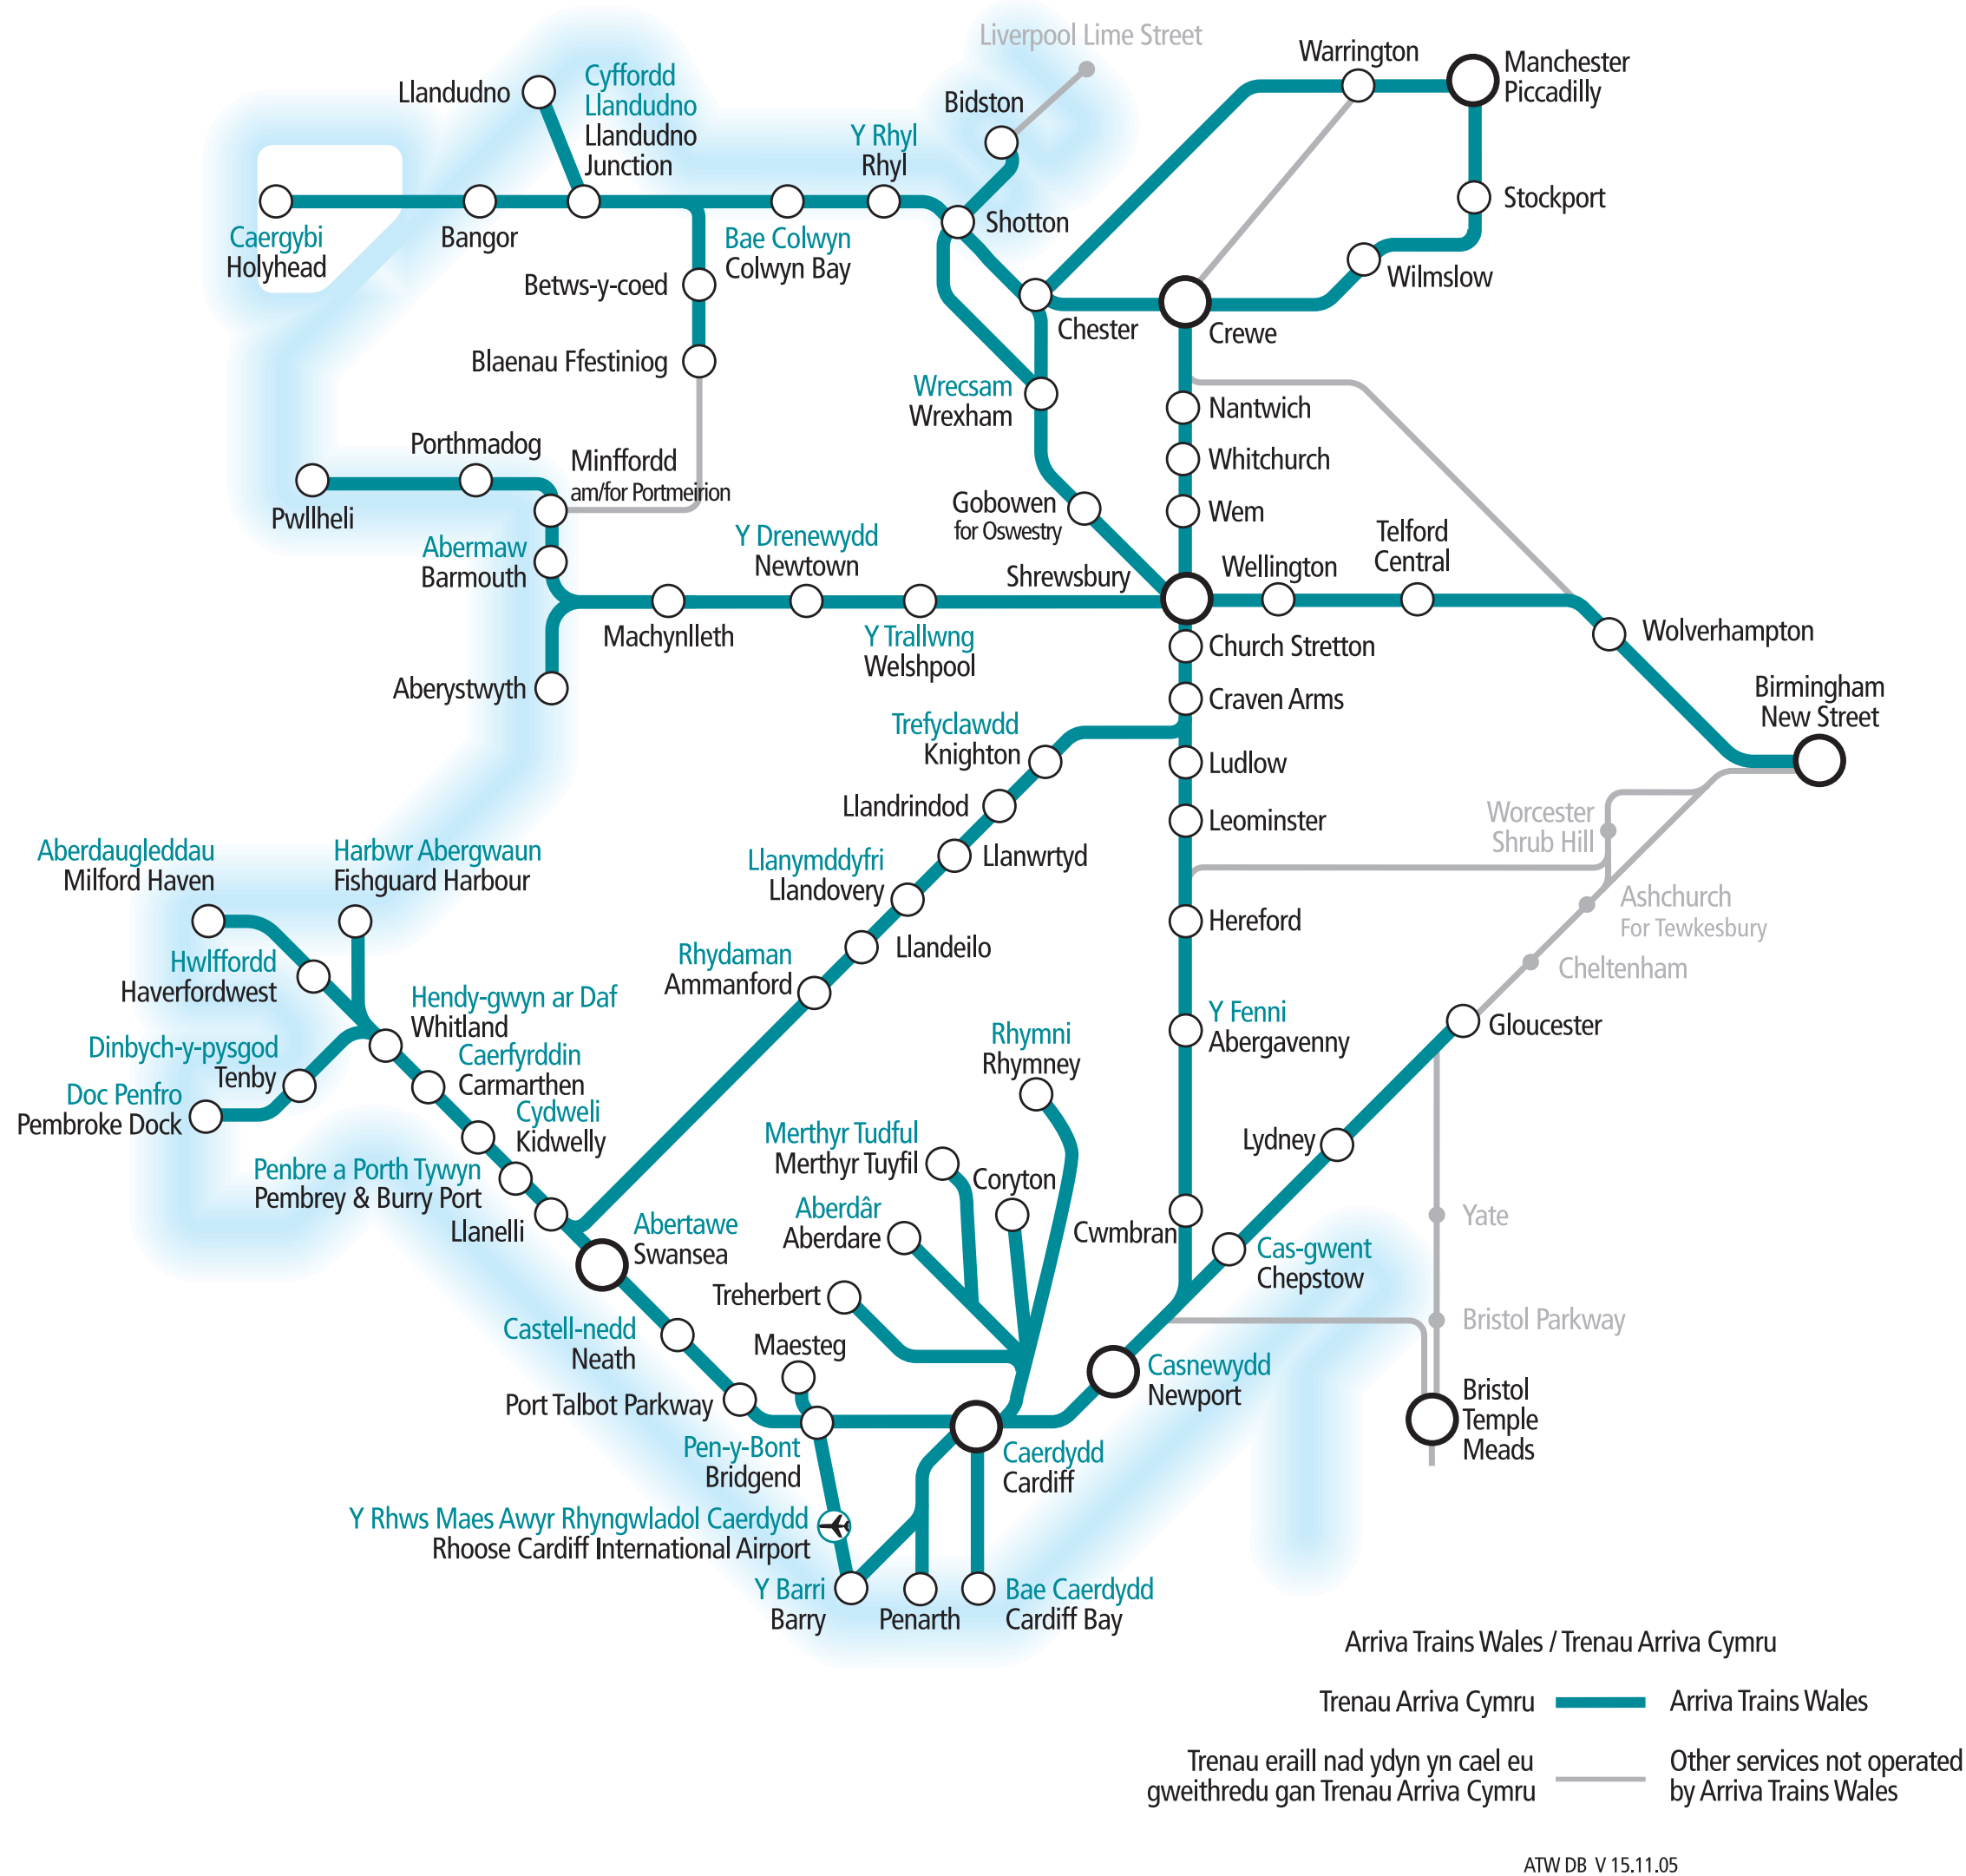 Liverpool Lime Street
Warrington
Manchester
Piccadilly
Llandudno
Cyffordd
Llandudno
Llandudno
Junction
Bidston
Y Rhyl
Rhyl
Stockport
Shotton
Caergybi
Holyhead
Bangor
Bae Colwyn
Colwyn Bay
Wilmslow
Betws-y-coed
Chester
Crewe
Blaenau Ffestiniog
Wrecsam
Wrexham
Nantwich
Porthmadog
Minffordd
am/for Portmeirion
Whitchurch
Pwllheli
Gobowen
for Oswestry
Wem
Abermaw
Barmouth
Y Drenewydd
Newtown
Shrewsbury
Wellington
Telford
Central
Machynlleth
Y Trallwng
Welshpool
Church Stretton
Wolverhampton
Aberystwyth
Craven Arms
Birmingham
New Street
Trefyclawdd
Knighton
Ludlow
Llandrindod
Leominster
Worcester
Shrub Hill
Aberdaugleddau
Milford Haven
Harbwr Abergwaun
Fishguard Harbour
Llanymddyfri
Llandovery
Llanwrtyd
Ashchurch
For Tewkesbury
Hereford
Hwlffordd
Haverfordwest
Rhydaman
Ammanford
Llandeilo
Cheltenham
Hendy-gwyn ar Daf
Whitland
Y Fenni
Abergavenny
Gloucester
Dinbych-y-pysgod
Tenby
Caerfyrddin
Carmarthen
Rhymni
Rhymney
Doc Penfro
Pembroke Dock
Cydweli
Kidwelly
Merthyr Tudful
Merthyr Tuyfil
Lydney
Penbre a Porth Tywyn
Pembrey & Burry Port
Coryton
Llanelli
Abertawe
Swansea
Aberdâr
Aberdare
Cwmbran
Yate
Cas-gwent
Chepstow
Treherbert
Castell-nedd
Neath
Maesteg
Bristol Parkway
Casnewydd
Newport
Port Talbot Parkway
Bristol
Temple
Meads
Pen-y-Bont
Bridgend
Caerdydd
Cardiff
Y Rhws Maes Awyr Rhyngwladol Caerdydd
Rhoose Cardiff International Airport
Y Barri
Barry
Penarth
Bae Caerdydd
Cardiff Bay
Arriva Trains Wales / Trenau Arriva Cymru
Trenau Arriva Cymru
Arriva Trains Wales
Trenau eraill nad ydyn yn cael eu
gweithredu gan Trenau Arriva Cymru
Other services not operated
by Arriva Trains Wales
ATW DB V 15.11.05